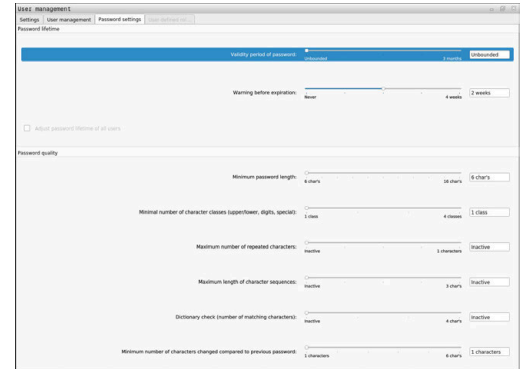 User management
Settings User management Password settings User-defined rol...
Password lifetime
Validity period of password: Unbounded 3 months Unbounded
Warning before expiration: Never 4 weeks 2 weeks
Adjust password lifetime of all users
Password quality
Minimum password length: 6 char's 16 char's 6 char's
Minimal number of character classes (upper/lower, digits, special): 1 class 4 classes 1 class
Maximum number of repeated characters: Inactive 1 characters Inactive
Maximum length of character sequences: Inactive 3 char's Inactive
Dictionary check (number of matching characters): Inactive 4 char's Inactive
Minimum number of characters changed compared to previous password: 1 characters 6 char's 1 characters